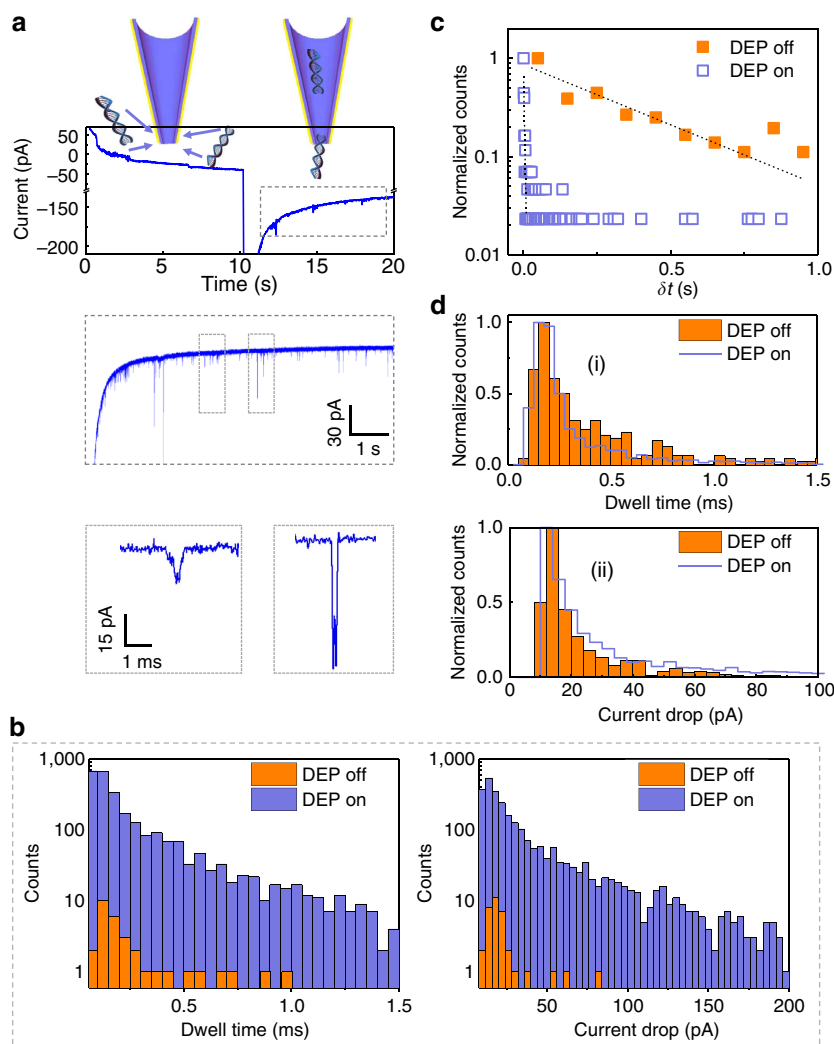 a
50
0
−50
−150
−200
Current (pA)
0
5
10
15
20
Time (s)
30 pA
1 s
15 pA
1 ms
c
DEP off
DEP on
1
0.1
0.01
Normalized counts
0.0
0.5
1.0
δt (s)
d
DEP off
DEP on
(i)
1.0
0.5
0.0
Normalized counts
0.0
0.5
1.0
1.5
Dwell time (ms)
DEP off
DEP on
(ii)
1.0
0.5
0.0
Normalized counts
0
20
40
60
80
100
Current drop (pA)
b
DEP off
DEP on
1,000
100
10
1
Counts
0.5
1.0
1.5
Dwell time (ms)
DEP off
DEP on
1,000
100
10
1
Counts
50
100
150
200
Current drop (pA)